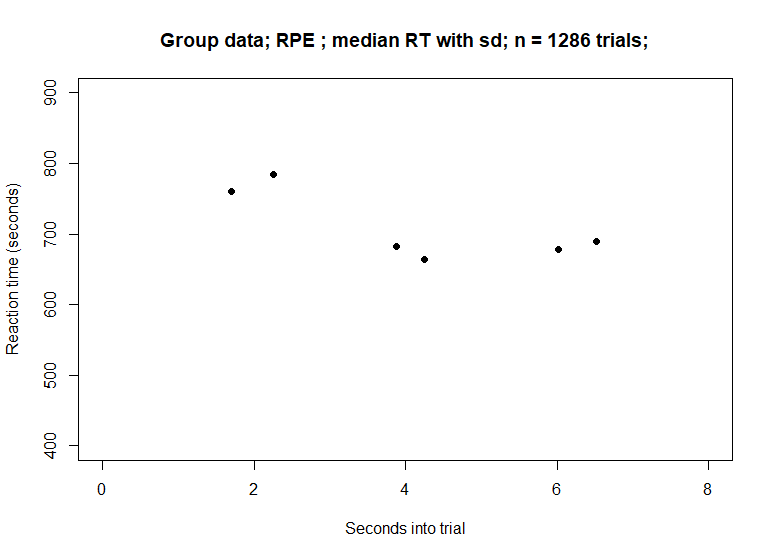 Group data; RPE ; median RT with sd; n = 1286 trials;
Reaction time (seconds)
900
800
700
600
500
400
0 2 4 6 8
Seconds into trial